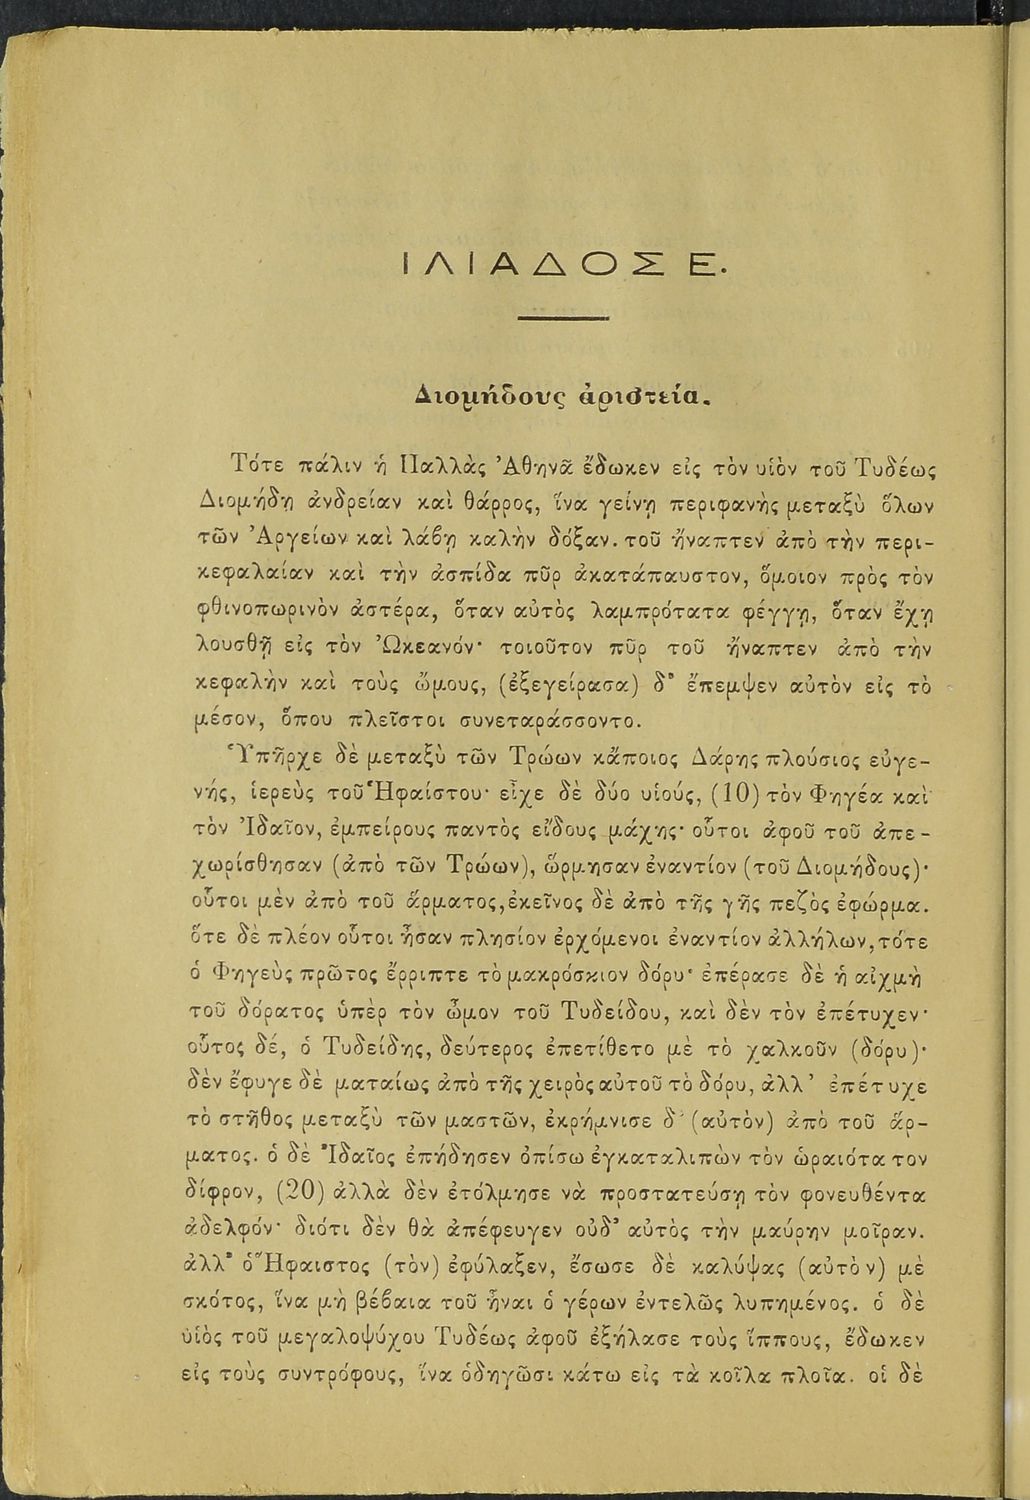 ΙΛΙΑΔΟΣ Ε.
Διομήδους ἀριστεία.
Τότε πάλιν ἡ Παλλὰς Ἀθηνᾶ ἔδωκεν εἰς τὸν υἱὸν τοῦ Τυδέως
Διομήδη ἀνδρείαν καὶ θάρρος, ἵνα γείνῃ περιφανὴς μεταξὺ ὅλων
τῶν Ἀργείων καὶ λάβῃ καλὴν δόξαν. τοῦ ἤναπτεν ἀπὸ τὴν περι-
κεφαλαίαν καὶ τὴν ἀσπίδα πῦρ ἀκατάπαυστον, ὅμοιον πρὸς τὸν
φθινοπωρινὸν ἀστέρα, ὅταν αὐτὸς λαμπρότατα φέγγῃ, ὅταν ἔχῃ
λουσθῇ εἰς τὸν Ὠκεανόν· τοιοῦτον πῦρ τοῦ ἤναπτεν ἀπὸ τὴν
κεφαλὴν καὶ τοὺς ὤμους, (ἐξεγείρασα) δ' ἔπεμψεν αὐτὸν εἰς τὸ
μέσον, ὅπου πλεῖστοι συνεταράσσοντο.
Ὑπῆρχε δὲ μεταξὺ τῶν Τρώων κἄποιος Δάρης πλούσιος εὐγε-
νής, ἱερεὺς τοῦ Ἡφαίστου· εἶχε δὲ δύο υἱούς, (10) τὸν Φηγέα καὶ
τὸν Ἰδαῖον, ἐμπείρους παντὸς εἴδους μάχης· οὗτοι ἀφοῦ τοῦ ἀπε-
χωρίσθησαν (ἀπὸ τῶν Τρώων), ὥρμησαν ἐναντίον (τοῦ Διομήδους)·
οὗτοι μὲν ἀπὸ τοῦ ἅρματος, ἐκεῖνος δὲ ἀπὸ τῆς γῆς πεζὸς ἐφώρμα.
ὅτε δὲ πλέον οὗτοι ἦσαν πλησίον ἐρχόμενοι ἐναντίον ἀλλήλων, τότε
ὁ Φηγεὺς πρῶτος ἔρριπτε τὸ μακρόσκιον δόρυ· ἐπέρασε δὲ ἡ αἰχμὴ
τοῦ δόρατος ὑπὲρ τὸν ὦμον τοῦ Τυδείδου, καὶ δὲν τὸν ἐπέτυχεν·
οὗτος δέ, ὁ Τυδείδης, δεύτερος ἐπετίθετο μὲ τὸ χαλκοῦν (δόρυ)·
δὲν ἔφυγε δὲ ματαίως ἀπὸ τῆς χειρὸς αὐτοῦ τὸ δόρυ, ἀλλ' ἐπέτυχε
τὸ στῆθος μεταξὺ τῶν μαστῶν, ἐκρήμνισε δ' (αὐτὸν) ἀπὸ τοῦ ἅρ-
ματος. ὁ δὲ Ἰδαῖος ἐπήδησεν ὀπίσω ἐγκαταλιπὼν τὸν ὡραιότατον
δίφρον, (20) ἀλλὰ δὲν ἐτόλμησε νὰ προστατεύσῃ τὸν φονευθέντα
ἀδελφόν· διότι δὲν θὰ ἀπέφευγεν οὐδ' αὐτὸς τὴν μαύρην μοῖραν.
ἀλλ' ὁ Ἥφαιστος (τὸν) ἐφύλαξεν, ἔσωσε δὲ καλύψας (αὐτὸν) μὲ
σκότος, ἵνα μὴ βέβαια τοῦ ἦναι ὁ γέρων ἐντελῶς λυπημένος. ὁ δὲ
υἱὸς τοῦ μεγαλοψύχου Τυδέως ἀφοῦ ἐξήλασε τοὺς ἵππους, ἔδωκεν
εἰς τοὺς συντρόφους, ἵνα ὁδηγῶσι κάτω εἰς τὰ κοῖλα πλοῖα. οἱ δὲ